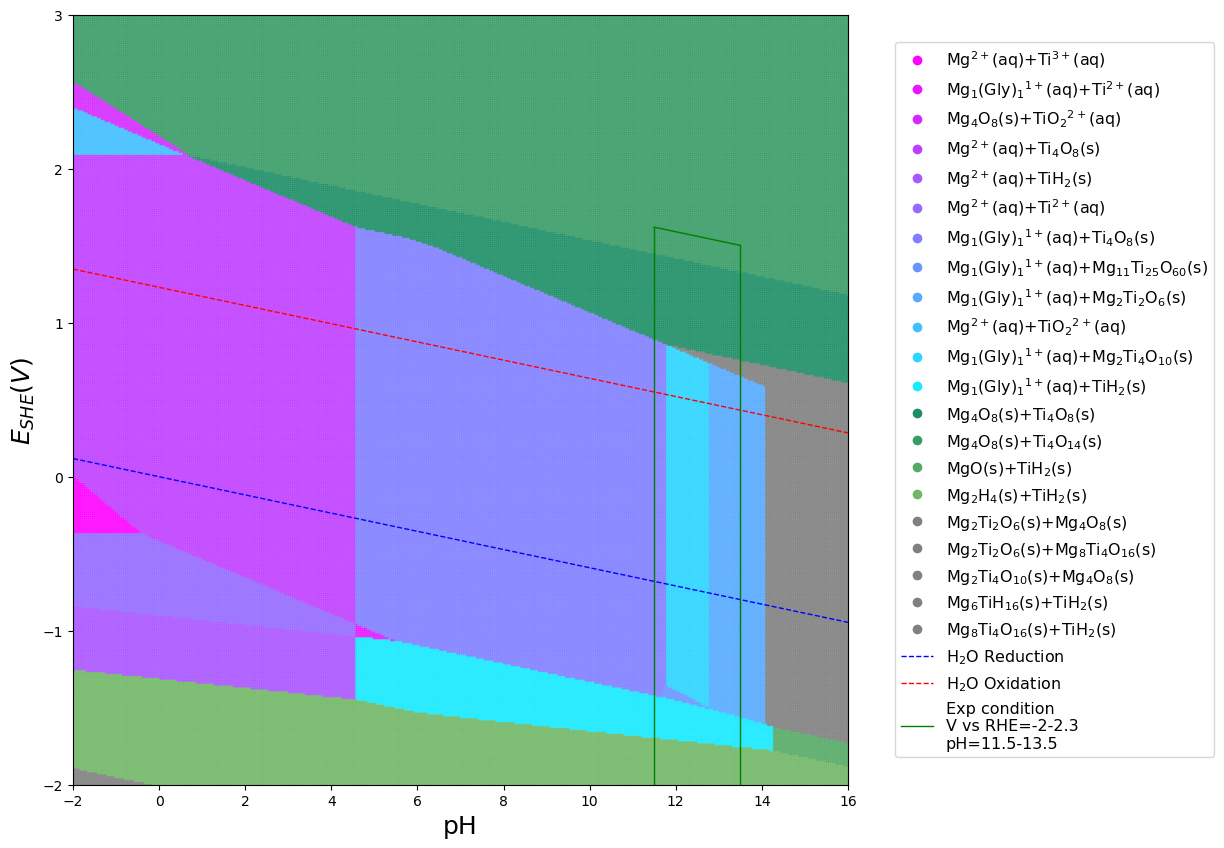 3
2
1
0
−1
−2
−2
0
2
4
6
8
10
12
14
16
E_SHE(V)
pH
Mg²⁺(aq)+Ti³⁺(aq)
Mg₁(Gly)₁¹⁺(aq)+Ti²⁺(aq)
Mg₄O₈(s)+TiO₂²⁺(aq)
Mg²⁺(aq)+Ti₄O₈(s)
Mg²⁺(aq)+TiH₂(s)
Mg²⁺(aq)+Ti²⁺(aq)
Mg₁(Gly)₁¹⁺(aq)+Ti₄O₈(s)
Mg₁(Gly)₁¹⁺(aq)+Mg₁₁Ti₂₅O₆₀(s)
Mg₁(Gly)₁¹⁺(aq)+Mg₂Ti₂O₆(s)
Mg²⁺(aq)+TiO₂²⁺(aq)
Mg₁(Gly)₁¹⁺(aq)+Mg₂Ti₄O₁₀(s)
Mg₁(Gly)₁¹⁺(aq)+TiH₂(s)
Mg₄O₈(s)+Ti₄O₈(s)
Mg₄O₈(s)+Ti₄O₁₄(s)
MgO(s)+TiH₂(s)
Mg₂H₄(s)+TiH₂(s)
Mg₂Ti₂O₆(s)+Mg₄O₈(s)
Mg₂Ti₂O₆(s)+Mg₈Ti₄O₁₆(s)
Mg₂Ti₄O₁₀(s)+Mg₄O₈(s)
Mg₆TiH₁₆(s)+TiH₂(s)
Mg₈Ti₄O₁₆(s)+TiH₂(s)
H₂O Reduction
H₂O Oxidation
Exp condition
V vs RHE=-2-2.3
pH=11.5-13.5